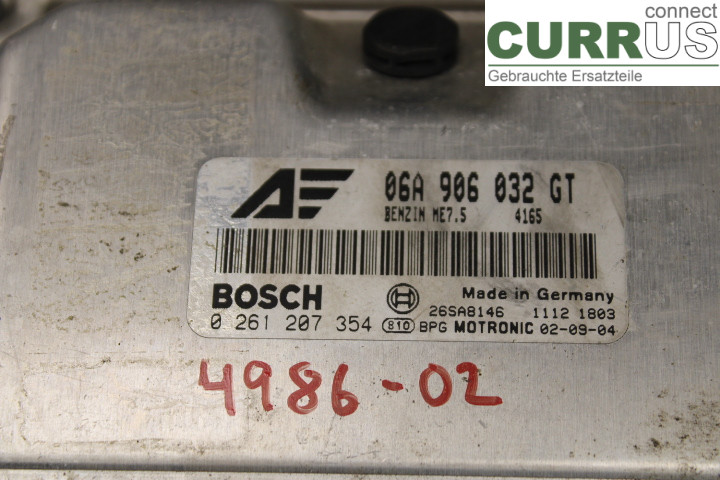 connect
CURRUS
Gebrauchte Ersatzteile
AF 06A 906 032 GT
BENZIN ME7.5 4165
BOSCH Made in Germany
26SA8146 1112 1803
0 261 207 354 810 BPG MOTRONIC 02-09-04
4986-02